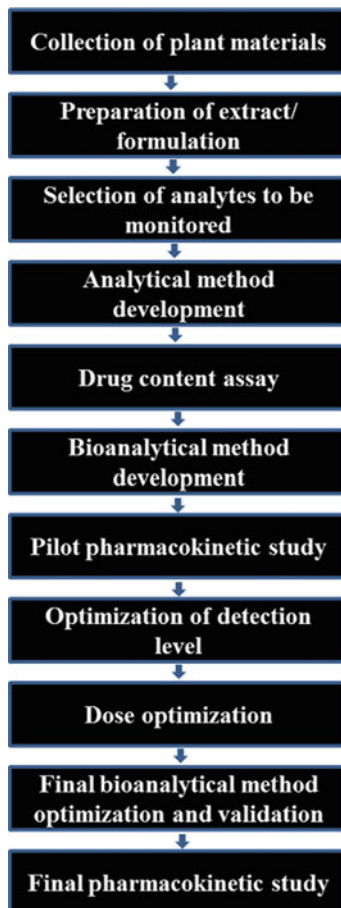 Collection of plant materials
Preparation of extract/
formulation
Selection of analytes to be
monitored
Analytical method
development
Drug content assay
Bioanalytical method
development
Pilot pharmacokinetic study
Optimization of detection
level
Dose optimization
Final bioanalytical method
optimization and validation
Final pharmacokinetic study